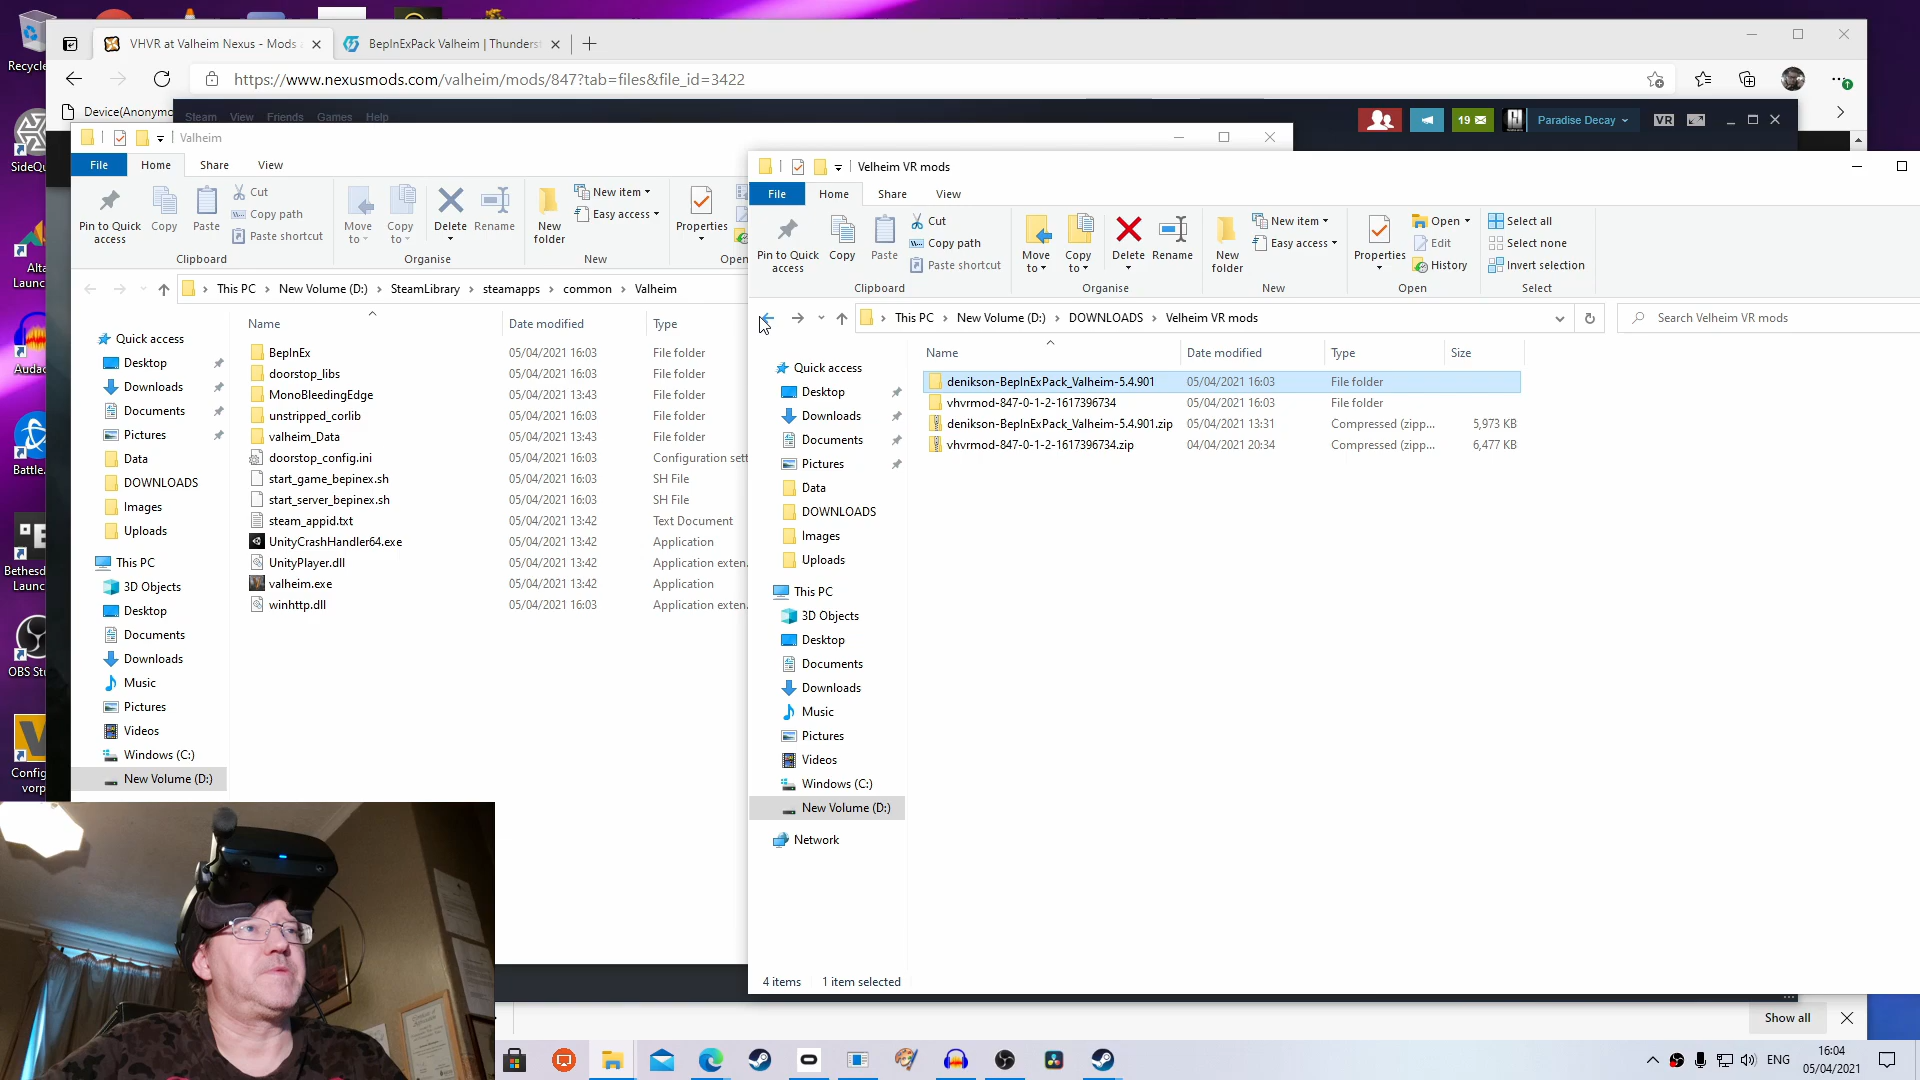 Recycle
VHVR at Valheim Nexus - Mods
BepInExPack Valheim | Thunderst
https://www.nexusmods.com/valheim/mods/847?tab=files&file_id=3422
Device(Anonymo
Steam View Friends Games Help
19
Paradise Decay
VR
Valheim
File Home Share View
Pin to Quick access
Copy
Paste
Cut
Copy path
Paste shortcut
Move to
Copy to
Delete
Rename
New folder
New item
Easy access
Properties
Clipboard Organise New Open
This PC > New Volume (D:) > SteamLibrary > steamapps > common > Valheim
Name Date modified Type
BepInEx 05/04/2021 16:03 File folder
doorstop_libs 05/04/2021 16:03 File folder
MonoBleedingEdge 05/04/2021 13:43 File folder
unstripped_corlib 05/04/2021 16:03 File folder
valheim_Data 05/04/2021 13:43 File folder
doorstop_config.ini 05/04/2021 16:03 Configuration sett
start_game_bepinex.sh 05/04/2021 16:03 SH File
start_server_bepinex.sh 05/04/2021 16:03 SH File
steam_appid.txt 05/04/2021 13:42 Text Document
UnityCrashHandler64.exe 05/04/2021 13:42 Application
UnityPlayer.dll 05/04/2021 13:42 Application exten.
valheim.exe 05/04/2021 13:42 Application
winhttp.dll 05/04/2021 16:03 Application exten.
Quick access
Desktop
Downloads
Documents
Pictures
Data
DOWNLOADS
Images
Uploads
This PC
3D Objects
Desktop
Documents
Downloads
Music
Pictures
Videos
Windows (C:)
New Volume (D:)
Velheim VR mods
File Home Share View
Pin to Quick access
Copy
Paste
Cut
Copy path
Paste shortcut
Move to
Copy to
Delete
Rename
New folder
New item
Easy access
Properties
Open
Edit
History
Select all
Select none
Invert selection
Clipboard Organise New Open Select
This PC > New Volume (D:) > DOWNLOADS > Velheim VR mods
Search Velheim VR mods
Name Date modified Type Size
denikson-BepInExPack_Valheim-5.4.901 05/04/2021 16:03 File folder
vhvrmod-847-0-1-2-1617396734 05/04/2021 16:03 File folder
denikson-BepInExPack_Valheim-5.4.901.zip 05/04/2021 13:31 Compressed (zipp... 5,973 KB
vhvrmod-847-0-1-2-1617396734.zip 04/04/2021 20:34 Compressed (zipp... 6,477 KB
Quick access
Desktop
Downloads
Documents
Pictures
Data
DOWNLOADS
Images
Uploads
This PC
3D Objects
Desktop
Documents
Downloads
Music
Pictures
Videos
Windows (C:)
New Volume (D:)
Network
4 items 1 item selected
SideQu
Alta
Launc
Audac
Battle.
Bethesd
Launc
OBS Stu
Config
vorp
Show all
ENG
16:04
05/04/2021